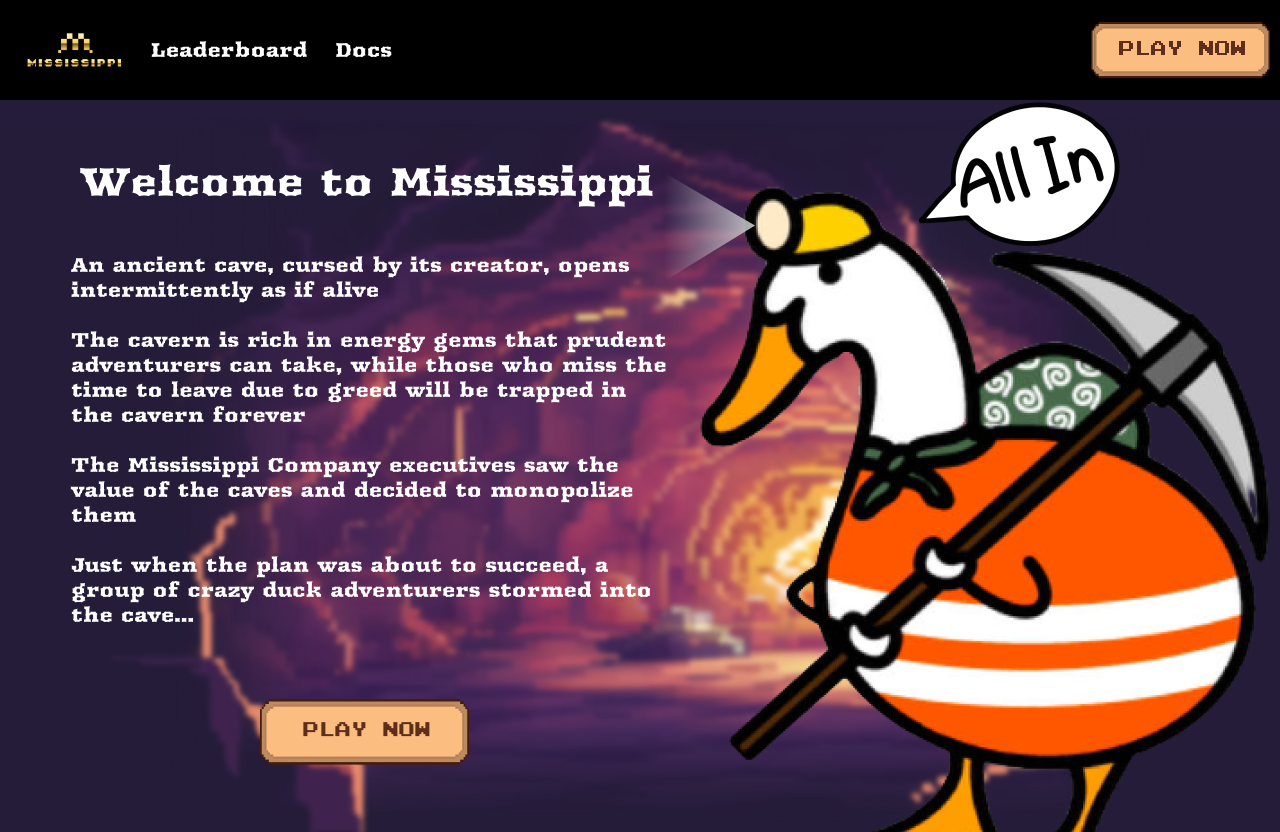 MISSISSIPPI
Leaderboard
Docs
PLAY NOW
All In
Welcome to Mississippi
An ancient cave, cursed by its creator, opens
intermittently as if alive
The cavern is rich in energy gems that prudent
adventurers can take, while those who miss the
time to leave due to greed will be trapped in
the cavern forever
The Mississippi Company executives saw the
value of the caves and decided to monopolize
them
Just when the plan was about to succeed, a
group of crazy duck adventurers stormed into
the cave...
PLAY NOW